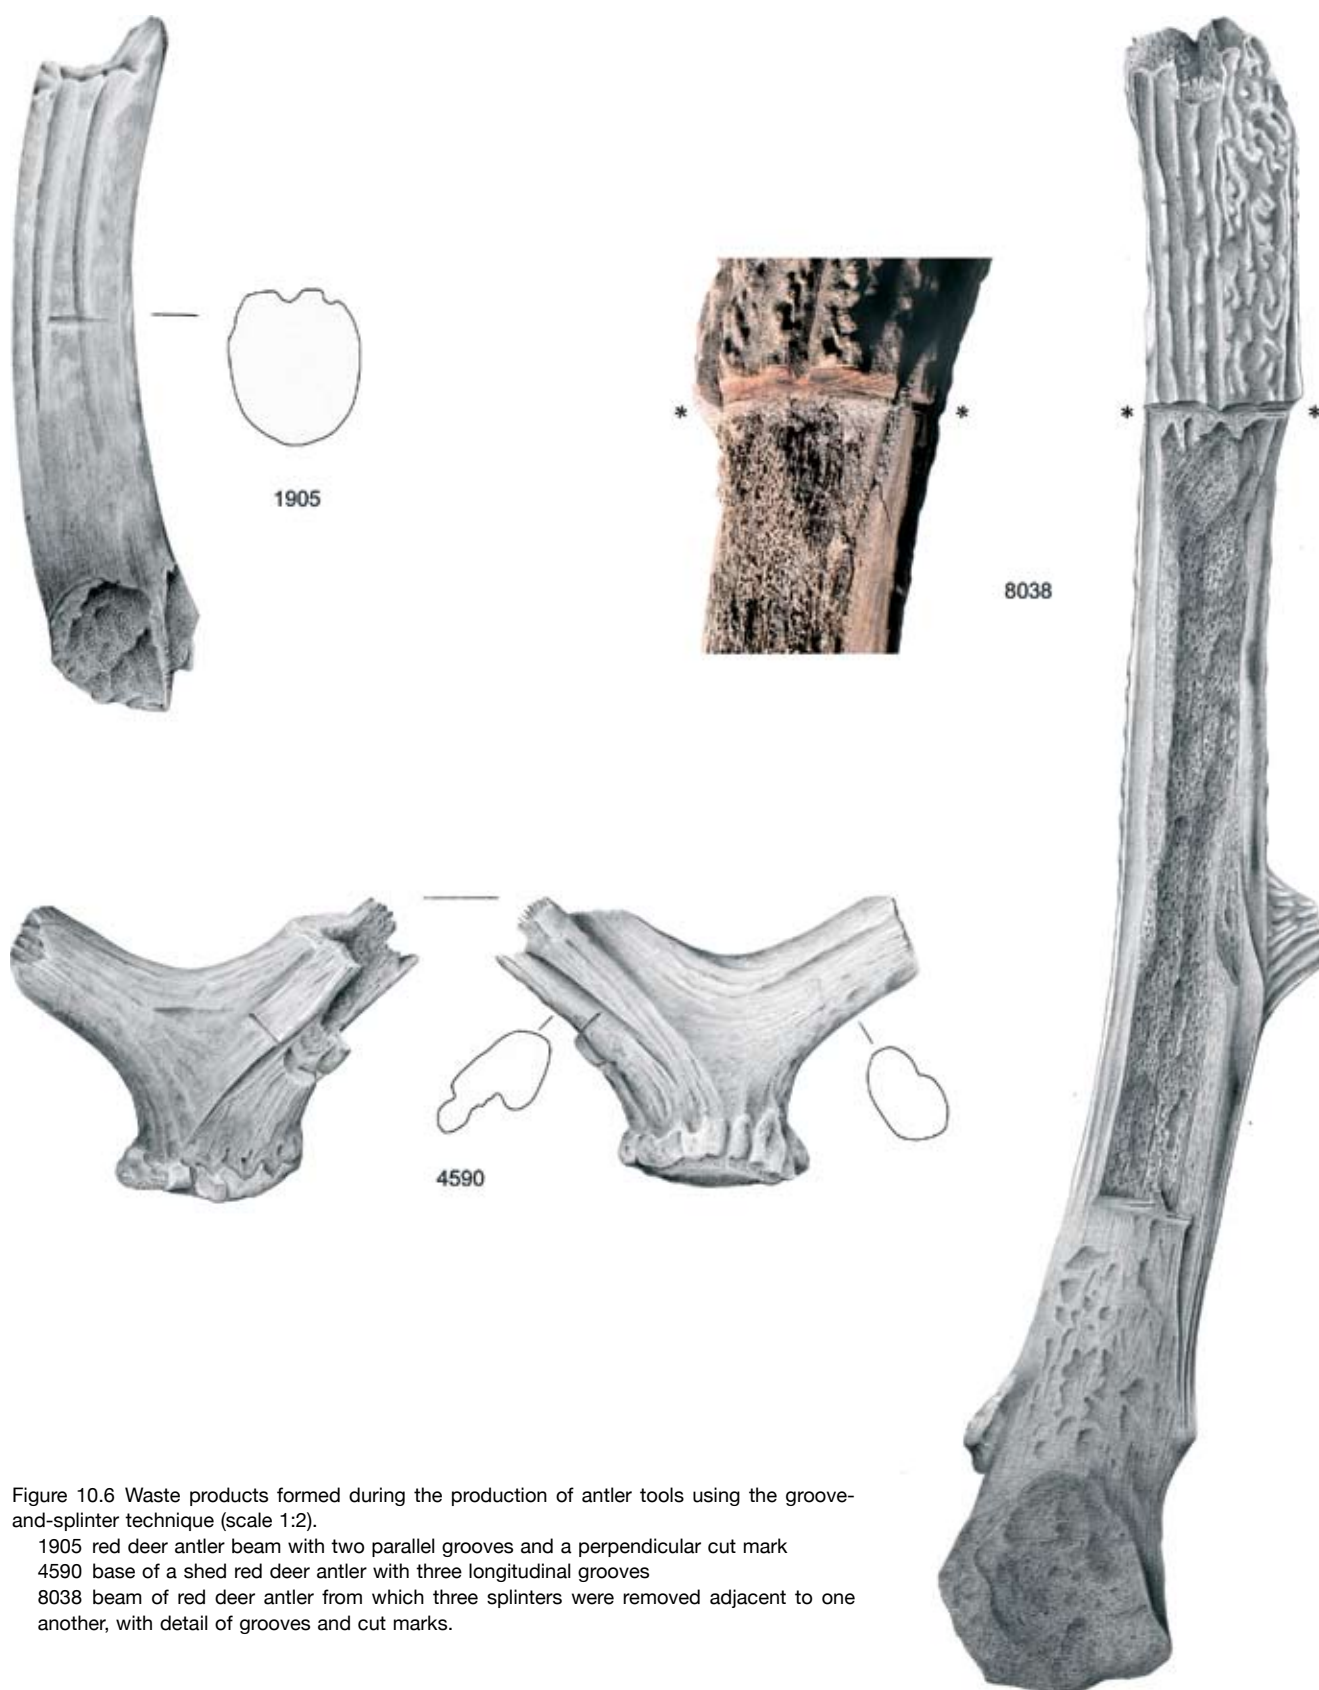 1905
*
*
*
*
8038
4590
Figure 10.6 Waste products formed during the production of antler tools using the groove-
and-splinter technique (scale 1:2).
1905 red deer antler beam with two parallel grooves and a perpendicular cut mark
4590 base of a shed red deer antler with three longitudinal grooves
8038 beam of red deer antler from which three splinters were removed adjacent to one
another, with detail of grooves and cut marks.